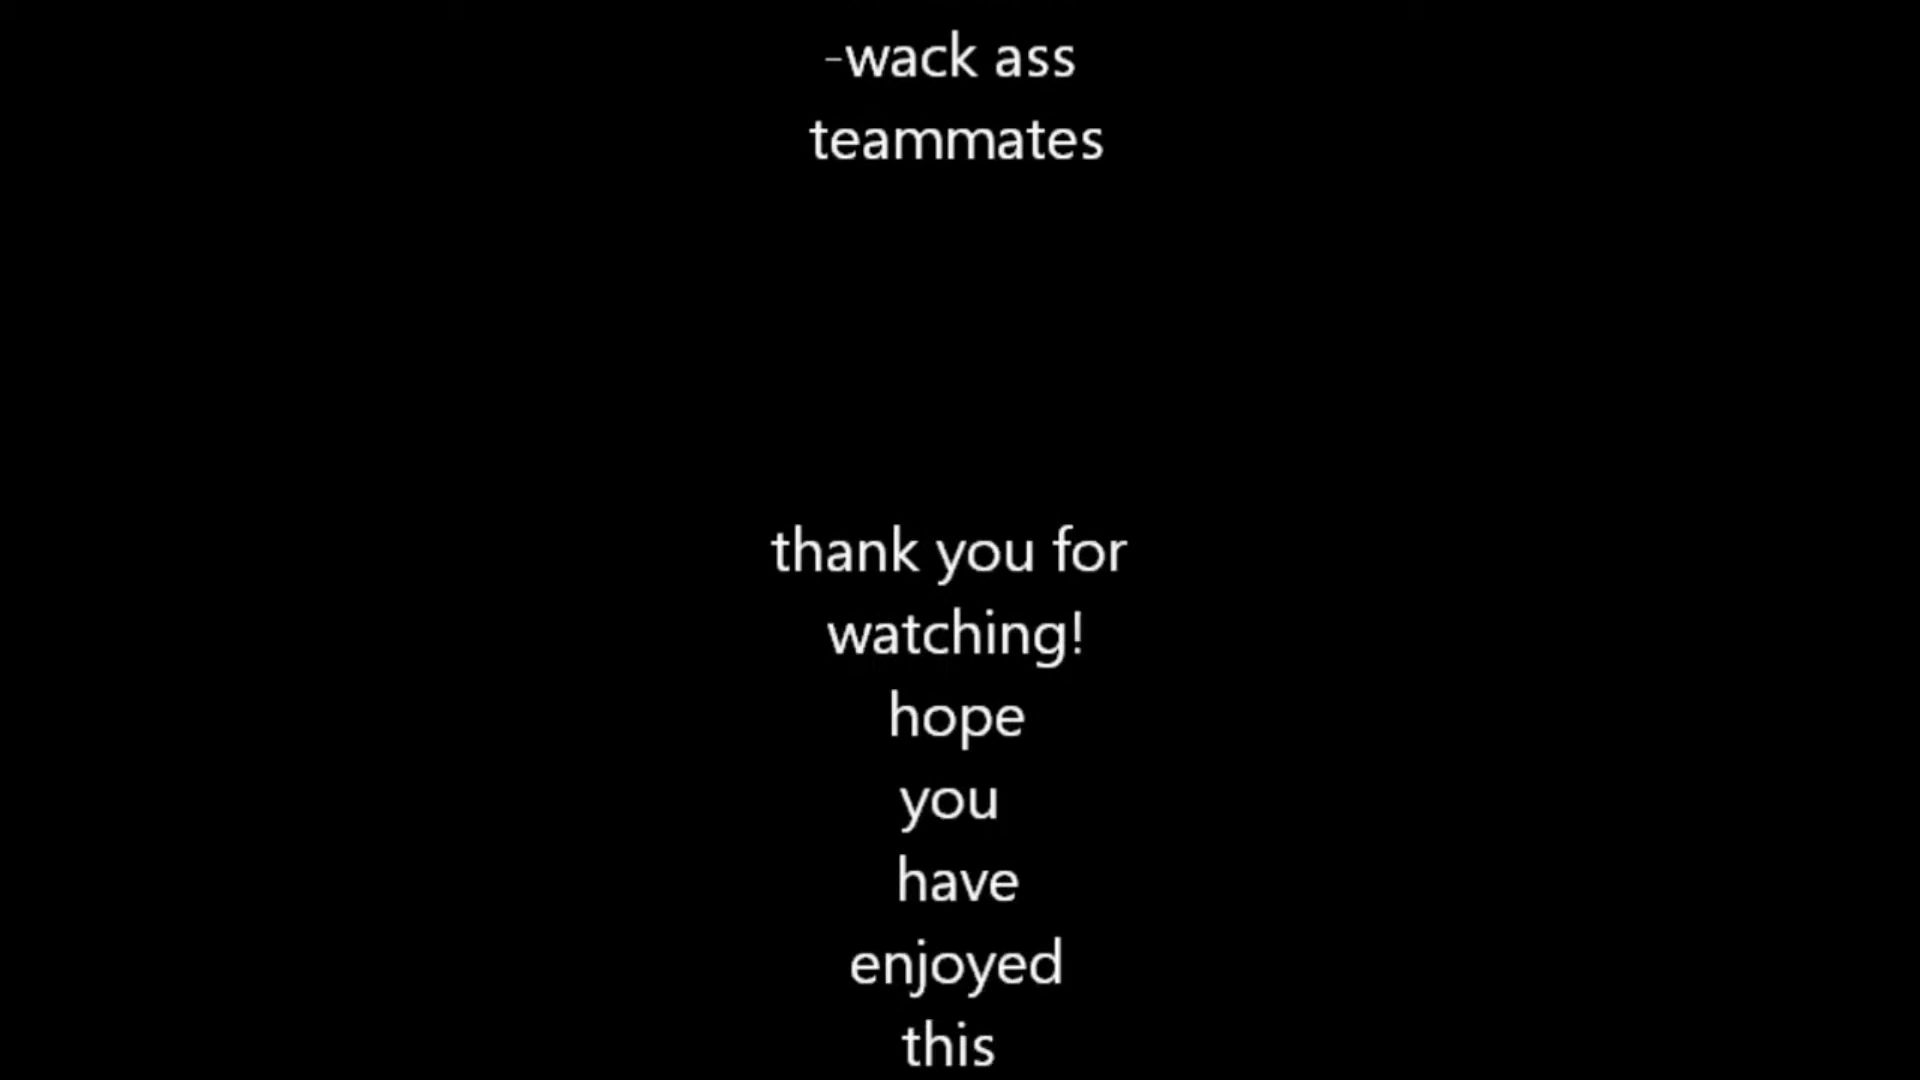 -wack ass
teammates
thank you for
watching!
hope
you
have
enjoyed
this